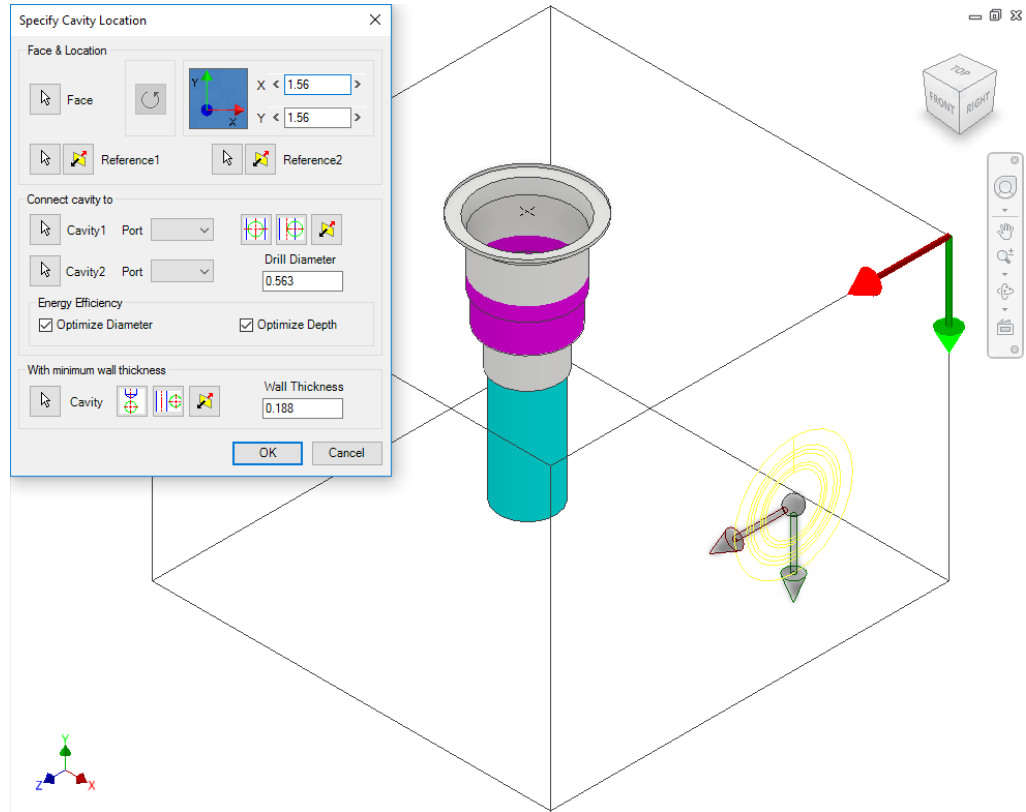 Specify Cavity Location
Face & Location
Face
Y
X
X < 1.56 >
Y < 1.56 >
Reference1
Reference2
Connect cavity to
Cavity1 Port
Cavity2 Port
Drill Diameter
0.563
Energy Efficiency
Optimize Diameter
Optimize Depth
With minimum wall thickness
Cavity
Wall Thickness
0.188
OK
Cancel
TOP
FRONT
RIGHT
Y
Z
X